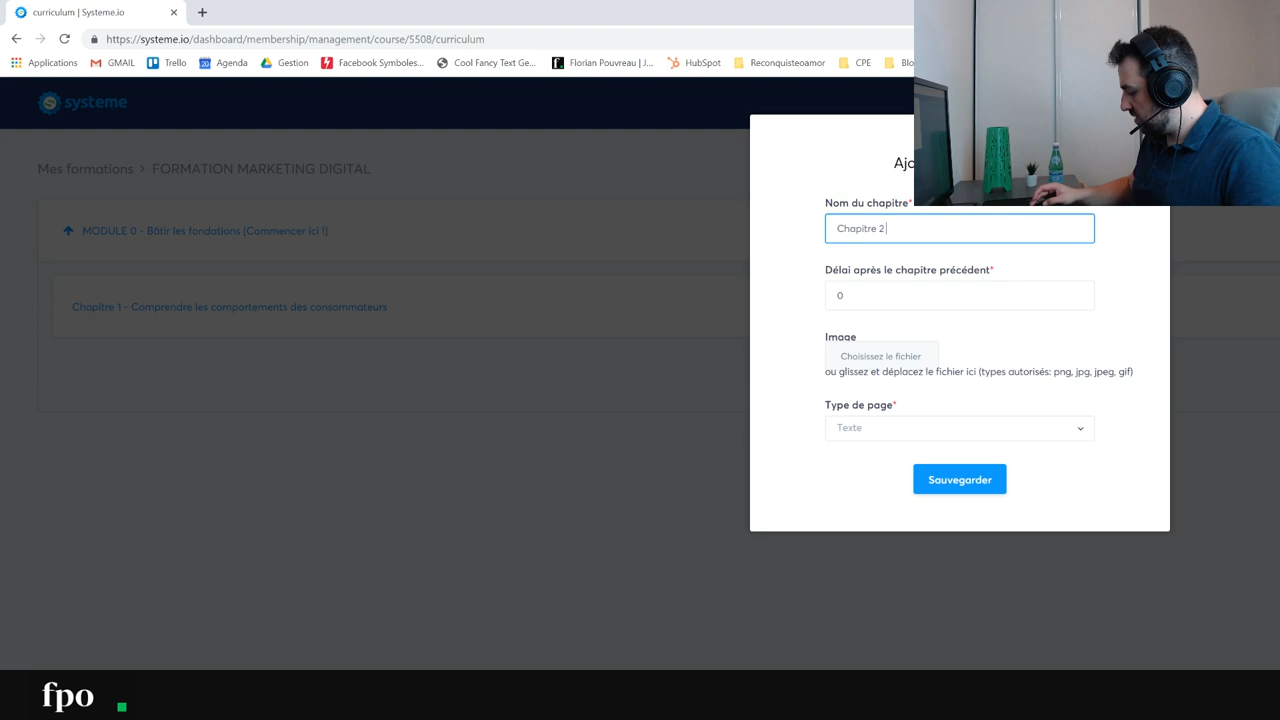 curriculum | Systeme.io
https://systeme.io/dashboard/membership/management/course/5508/curriculum
Applications GMAIL Trello 20 Agenda Gestion Facebook Symboles... Cool Fancy Text Ge... f. Florian Pouvreau | J... HubSpot Reconquisteoamor CPE Blo
S systeme
Mes formations > FORMATION MARKETING DIGITAL
MODULE 0 - Bâtir les fondations [Commencer ici !]
Chapître 1 - Comprendre les comportements des consommateurs
Ajo
Nom du chapitre*
Chapitre 2
Délai après le chapitre précédent*
0
Image
Choisissez le fichier
ou glissez et déplacez le fichier ici (types autorisés: png, jpg, jpeg, gif)
Type de page*
Texte
Sauvegarder
fpo